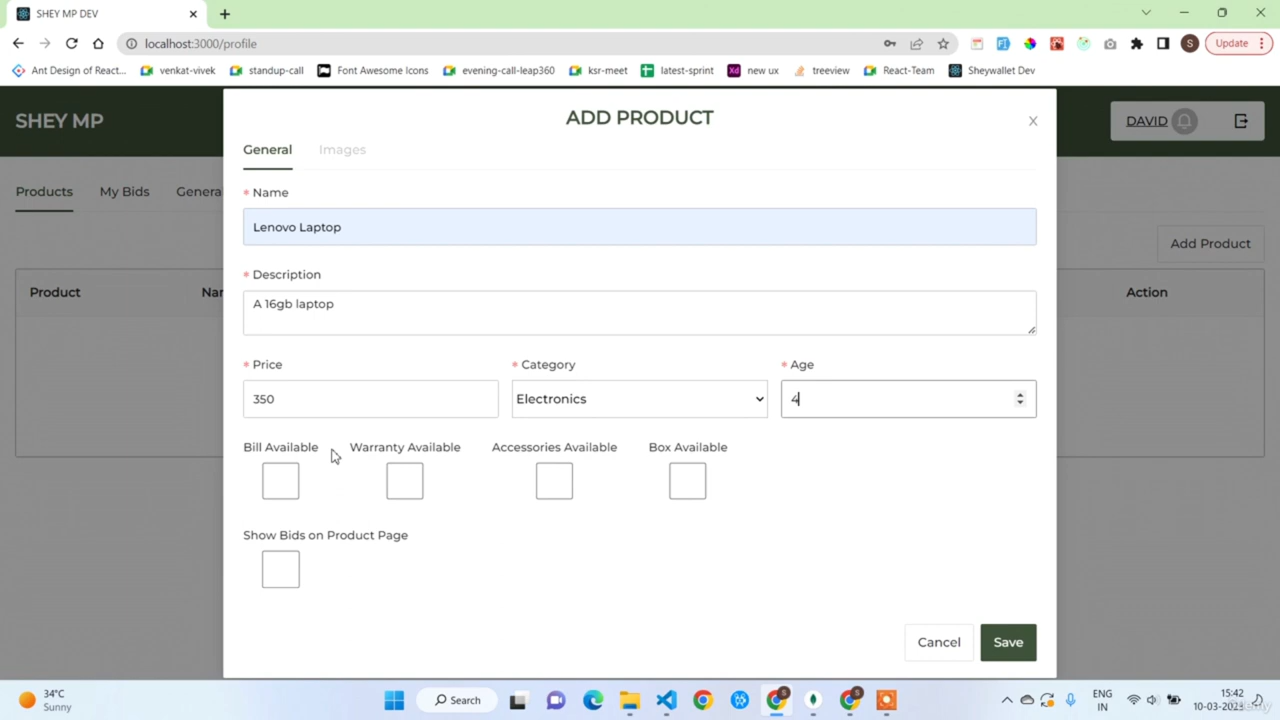 SHEY MP DEV
localhost:3000/profile
Update
S
Ant Design of React...
venkat-vivek
standup-call
Font Awesome Icons
evening-call-leap360
ksr-meet
latest-sprint
Xd
new ux
treeview
React-Team
Sheywallet Dev
SHEY MP
DAVID
Products
My Bids
Genera
Add Product
Product
Nar
Action
ADD PRODUCT
X
General
Images
* Name
Lenovo Laptop
* Description
A 16gb laptop
* Price
* Category
* Age
350
Electronics
4
Bill Available
Warranty Available
Accessories Available
Box Available
Show Bids on Product Page
Cancel
Save
34°C
Sunny
Search
ENG
IN
15:42